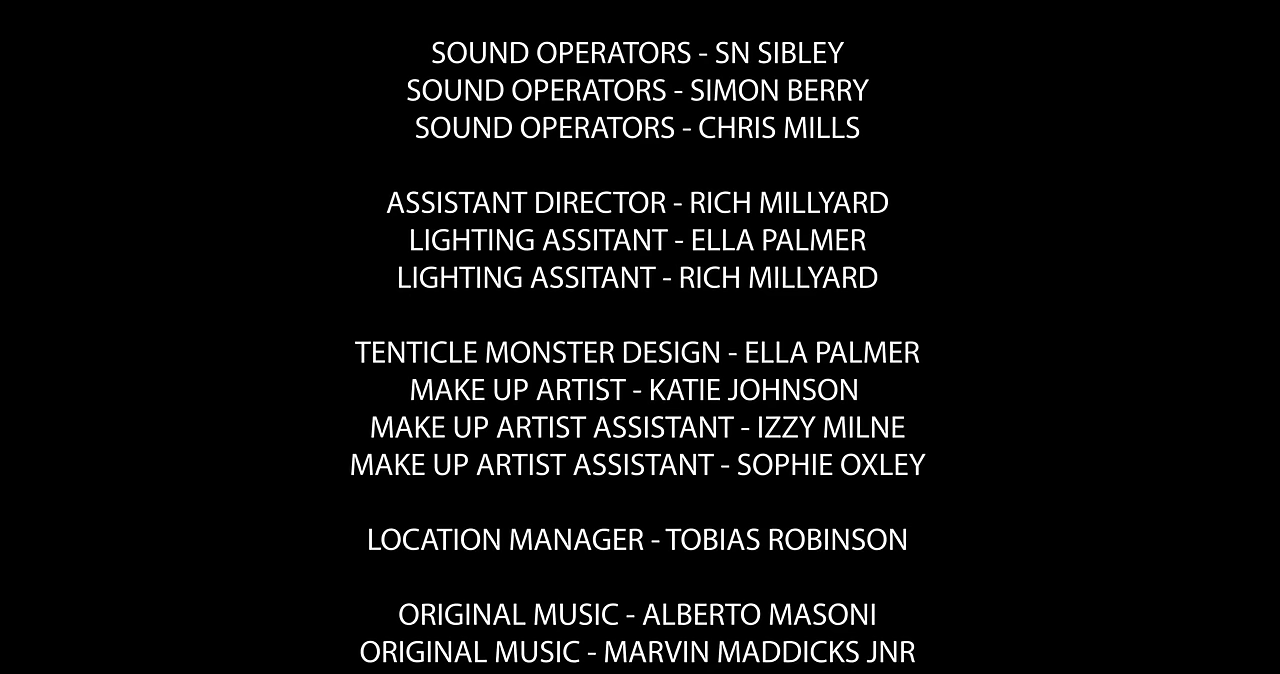 SOUND OPERATORS - SN SIBLEY
SOUND OPERATORS - SIMON BERRY
SOUND OPERATORS - CHRIS MILLS
ASSISTANT DIRECTOR - RICH MILLYARD
LIGHTING ASSITANT - ELLA PALMER
LIGHTING ASSITANT - RICH MILLYARD
TENTICLE MONSTER DESIGN - ELLA PALMER
MAKE UP ARTIST - KATIE JOHNSON
MAKE UP ARTIST ASSISTANT - IZZY MILNE
MAKE UP ARTIST ASSISTANT - SOPHIE OXLEY
LOCATION MANAGER - TOBIAS ROBINSON
ORIGINAL MUSIC - ALBERTO MASONI
ORIGINAL MUSIC - MARVIN MADDICKS JNR